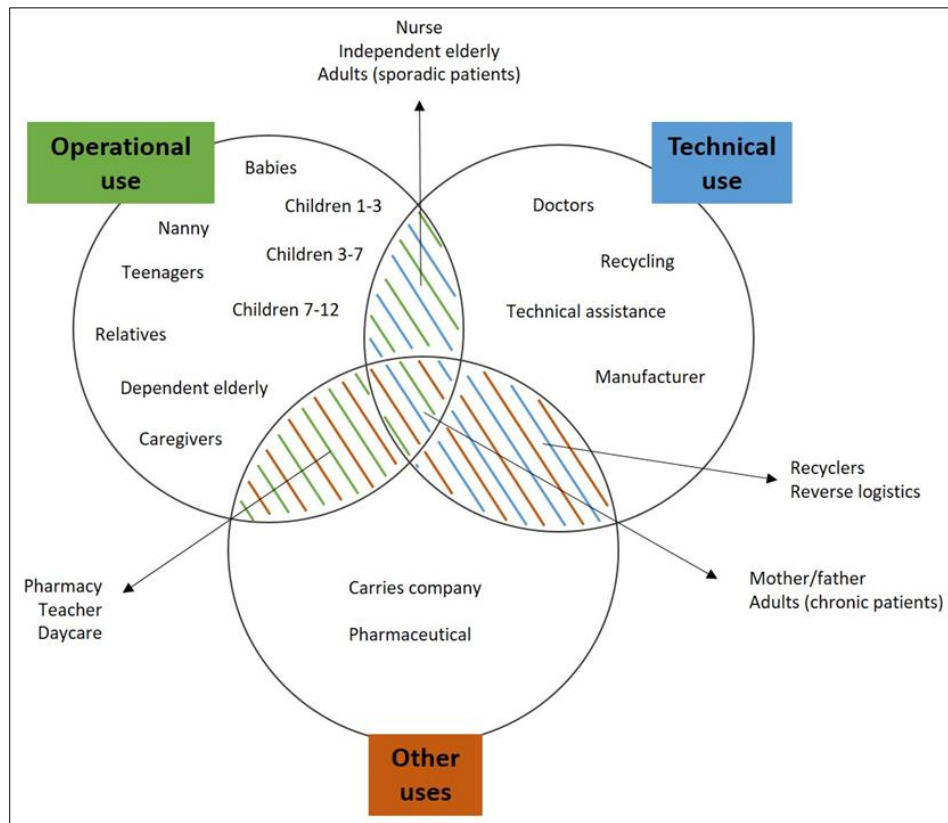 Nurse
Independent elderly
Adults (sporadic patients)
Operational
use
Technical
use
Babies
Children 1-3
Nanny
Children 3-7
Teenagers
Children 7-12
Relatives
Dependent elderly
Caregivers
Doctors
Recycling
Technical assistance
Manufacturer
Recyclers
Reverse logistics
Mother/father
Adults (chronic patients)
Pharmacy
Teacher
Daycare
Carries company
Pharmaceutical
Other
uses